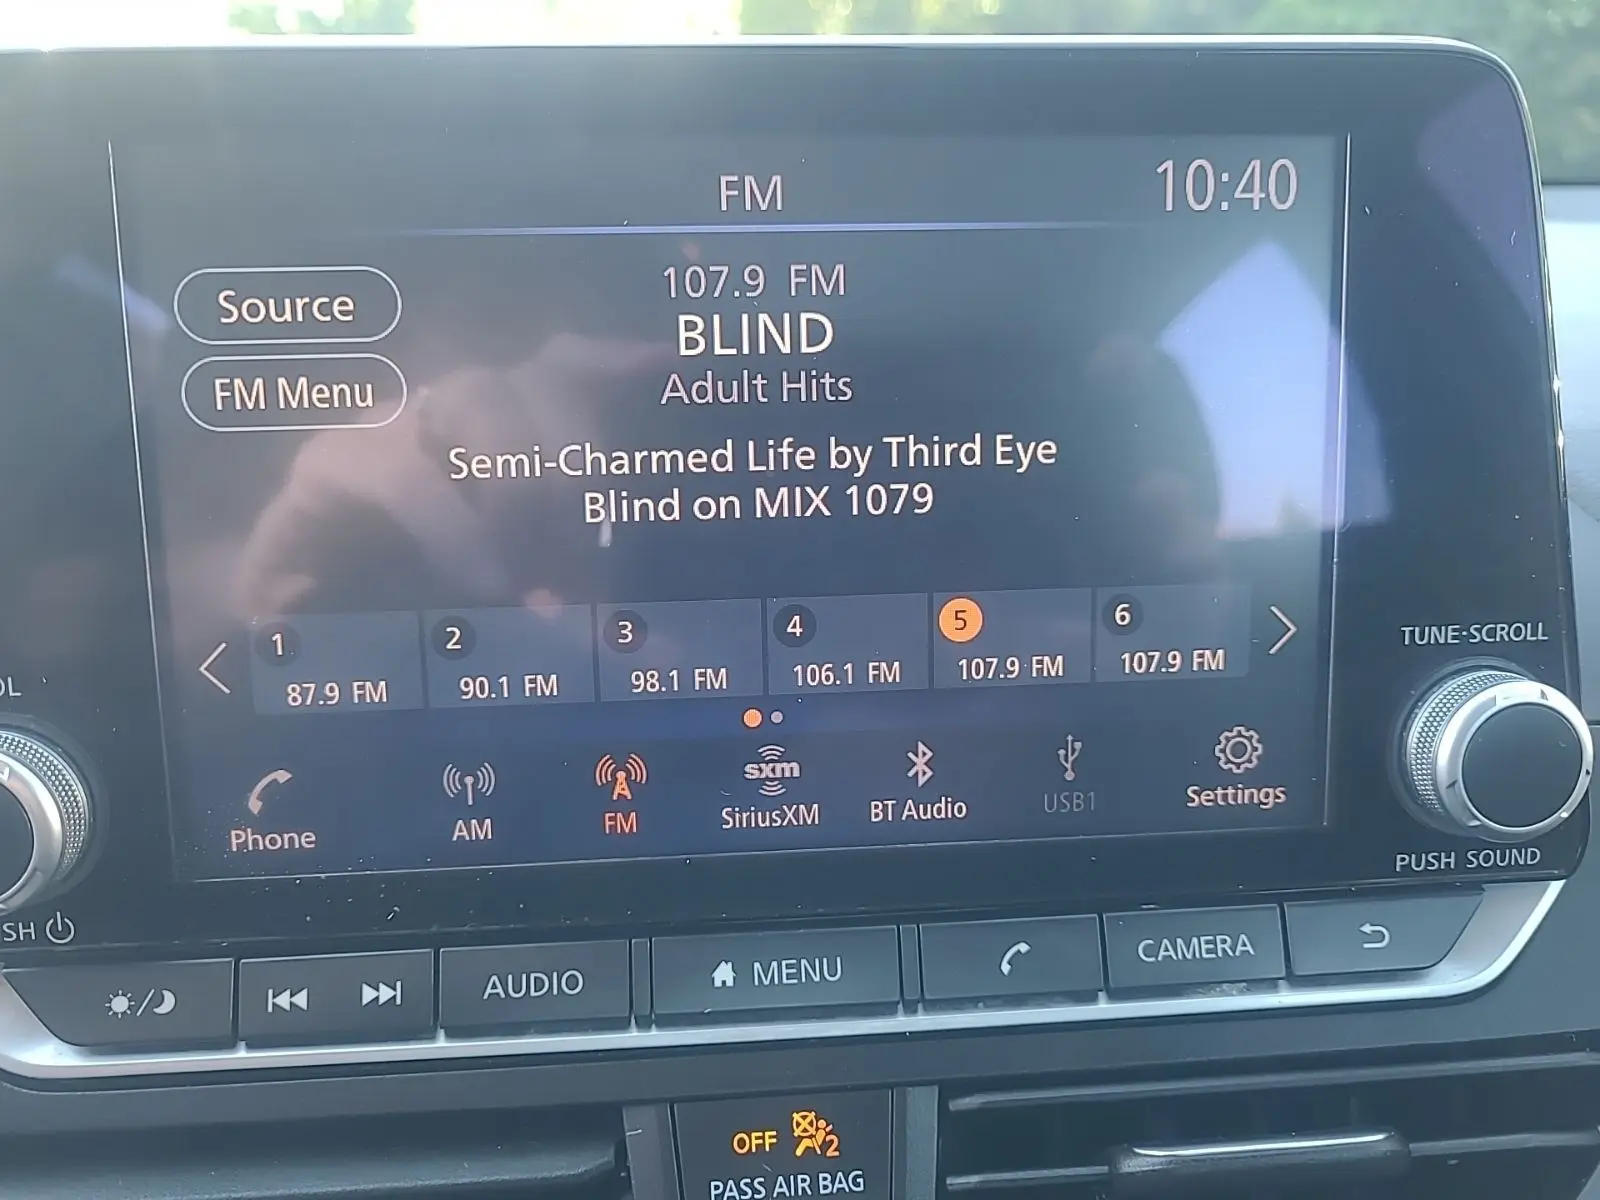 FM
10:40
Source
107.9 FM
BLIND
FM Menu
Adult Hits
Semi-Charmed Life by Third Eye
Blind on MIX 1079
1
87.9 FM
2
90.1 FM
3
98.1 FM
4
106.1 FM
5
107.9 FM
6
107.9 FM
TUNE·SCROLL
OL
Phone
AM
FM
sxm
SiriusXM
BT Audio
USB1
Settings
PUSH SOUND
SH
AUDIO
MENU
CAMERA
OFF
2
PASS AIR BAG